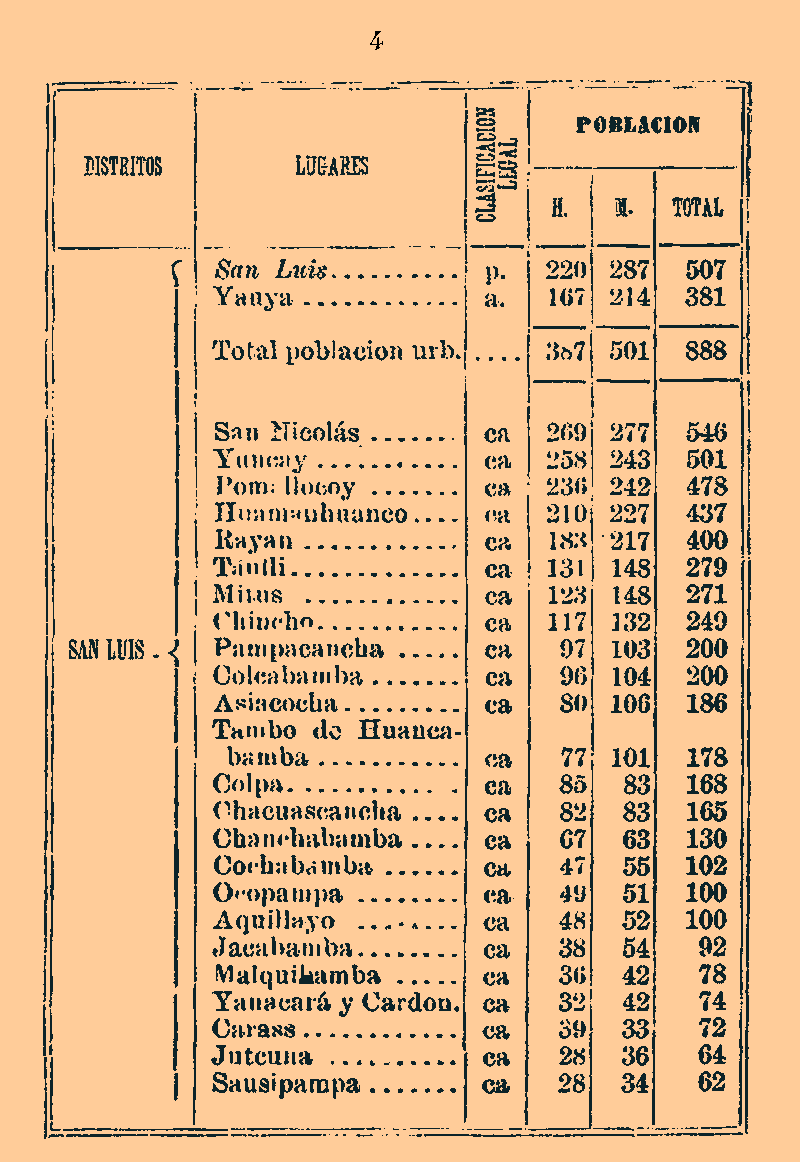 4
DISTRITOS LUGARES CLASIFICACION LEGAL POBLACION
H. M. TOTAL
San Luis.......... p. 220 287 507
Yanya ............ a. 167 214 381
Total poblacion urb. .... 387 501 888
San Nicolás ....... ca 269 277 546
Yuncay ........... ca 258 243 501
Pomallocoy ....... ca 236 242 478
Huamanhuanco.... ca 210 227 437
Rayan ............ ca 183 217 400
Tantli............. ca 131 148 279
Mitus ............ ca 123 148 271
Chincho........... ca 117 132 249
SAN LUIS . Pampacancha ..... ca 97 103 200
Colcabamba ....... ca 96 104 200
Asiacocha......... ca 80 106 186
Tambo de Huanca-
bamba ........... ca 77 101 178
Colpa. .......... . ca 85 83 168
Chacuascancha .... ca 82 83 165
Chanchabamba .... ca 67 63 130
Cochabamba ...... ca 47 55 102
Ocopampa ........ ca 49 51 100
Aquillayo ........ ca 48 52 100
Jacabamba........ ca 38 54 92
Malquibamba ..... ca 36 42 78
Yanacará y Cardon. ca 32 42 74
Carass............ ca 39 33 72
Jutcuna .......... ca 28 36 64
Sausipampa ....... ca 28 34 62